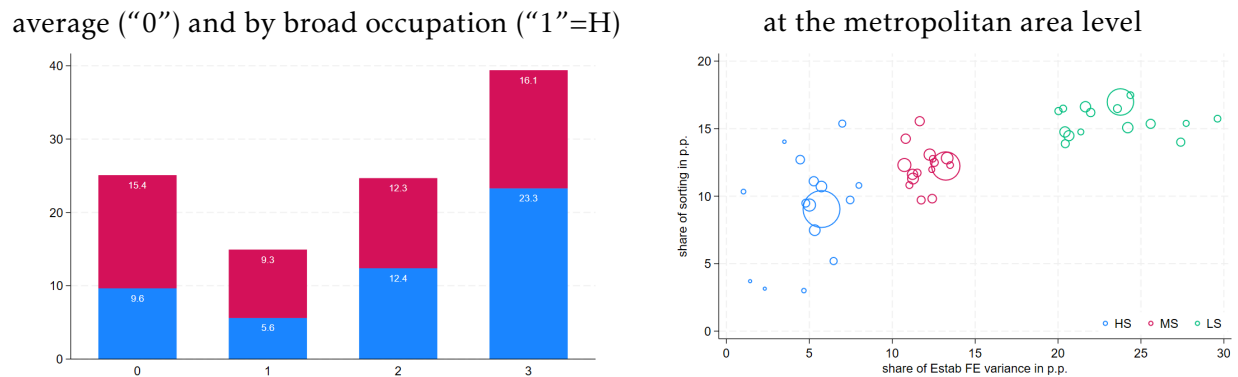 average (“0”) and by broad occupation (“1”=H)
40
30
20
10
0
15.4
9.6
9.3
5.6
12.3
12.4
16.1
23.3
0 1 2 3
at the metropolitan area level
share of sorting in p.p.
20
15
10
5
0
HS MS LS
0 5 10 15 20 25 30
share of Estab FE variance in p.p.